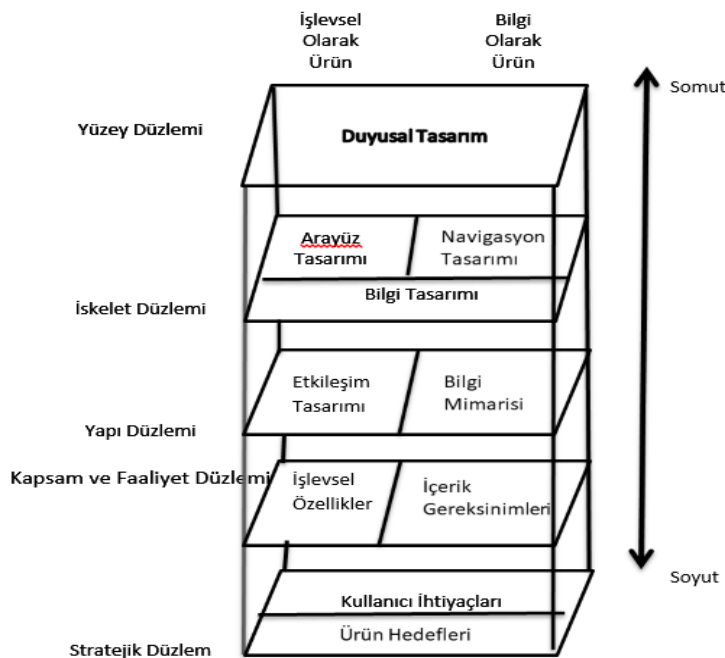 İşlevsel
Olarak
Ürün
Bilgi
Olarak
Ürün
Somut
Yüzey Düzlemi
Duyusal Tasarım
Arayüz
Tasarımı
Navigasyon
Tasarımı
Bilgi Tasarımı
İskelet Düzlemi
Etkileşim
Tasarımı
Bilgi
Mimarisi
Yapı Düzlemi
Kapsam ve Faaliyet Düzlemi
İşlevsel
Özellikler
İçerik
Gereksinimleri
Soyut
Kullanıcı İhtiyaçları
Ürün Hedefleri
Stratejik Düzlem